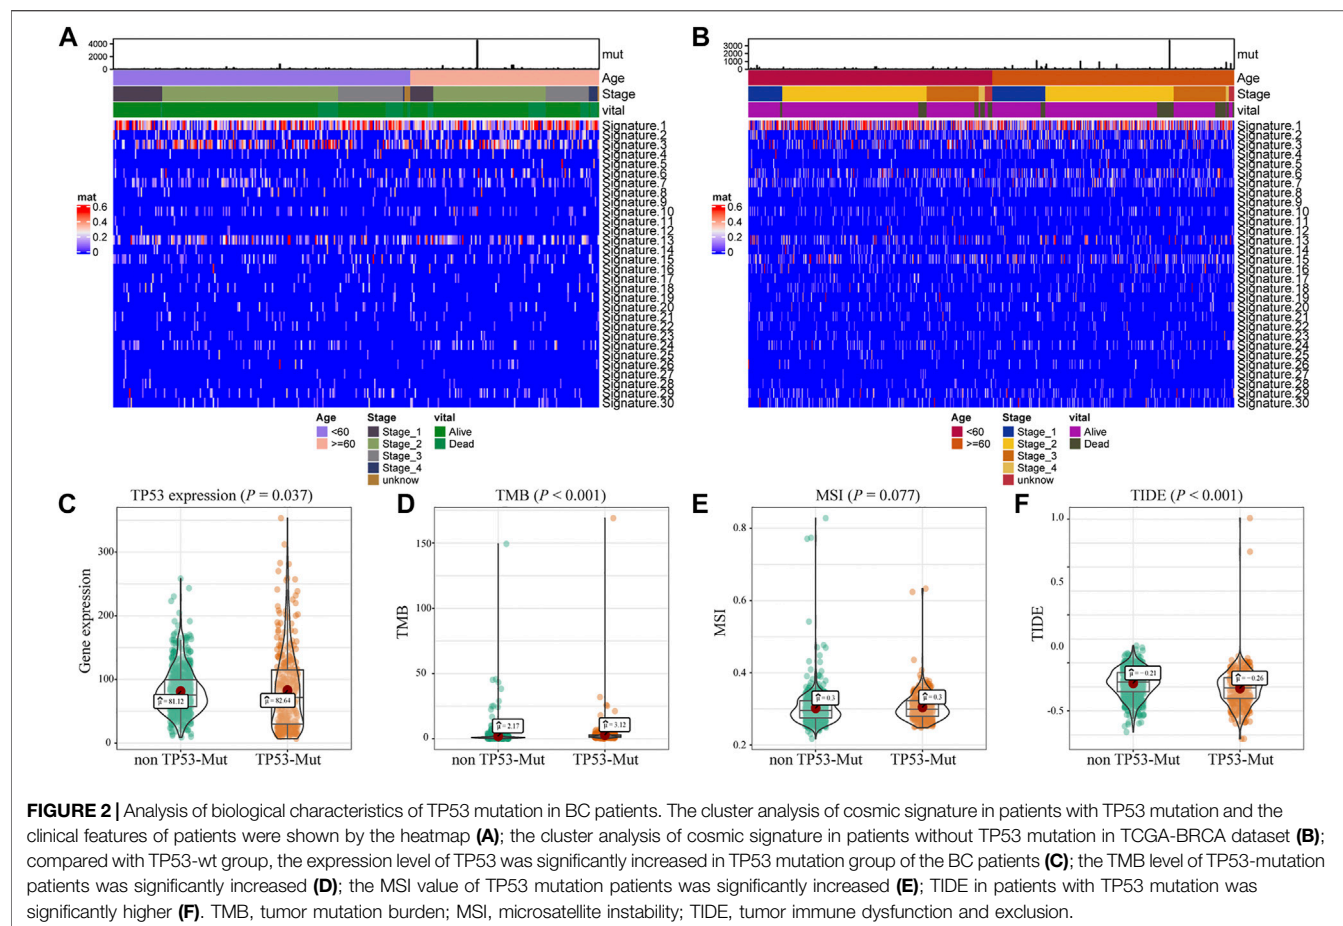 A
4000
2000
0
mut
Age
Stage
vital
Signature.1
Signature.2
Signature.3
Signature.4
Signature.5
Signature.6
Signature.7
Signature.8
Signature.9
Signature.10
Signature.11
Signature.12
Signature.13
Signature.14
Signature.15
Signature.16
Signature.17
Signature.18
Signature.19
Signature.20
Signature.21
Signature.22
Signature.23
Signature.24
Signature.25
Signature.26
Signature.27
Signature.28
Signature.29
Signature.30
mat
0.6
0.4
0.2
0
Age
<60
>=60
Stage
Stage_1
Stage_2
Stage_3
Stage_4
unknow
vital
Alive
Dead
B
3000
2000
1000
0
mut
Age
Stage
vital
Signature.1
Signature.2
Signature.3
Signature.4
Signature.5
Signature.6
Signature.7
Signature.8
Signature.9
Signature.10
Signature.11
Signature.12
Signature.13
Signature.14
Signature.15
Signature.16
Signature.17
Signature.18
Signature.19
Signature.20
Signature.21
Signature.22
Signature.23
Signature.24
Signature.25
Signature.26
Signature.27
Signature.28
Signature.29
Signature.30
mat
0.6
0.4
0.2
0
Age
<60
>=60
Stage
Stage_1
Stage_2
Stage_3
Stage_4
unknow
vital
Alive
Dead
C
TP53 expression (P = 0.037)
Gene expression
300
200
100
0
μ̂ = 81.12
μ̂ = 82.64
non TP53-Mut
TP53-Mut
D
TMB (P < 0.001)
TMB
150
100
50
0
μ̂ = 2.17
μ̂ = 3.12
non TP53-Mut
TP53-Mut
E
MSI (P = 0.077)
MSI
0.8
0.6
0.4
0.2
μ̂ = 0.3
μ̂ = 0.3
non TP53-Mut
TP53-Mut
F
TIDE (P < 0.001)
TIDE
1.0
0.5
0.0
-0.5
μ̂ = −0.21
μ̂ = −0.26
non TP53-Mut
TP53-Mut
FIGURE 2 | Analysis of biological characteristics of TP53 mutation in BC patients. The cluster analysis of cosmic signature in patients with TP53 mutation and the
clinical features of patients were shown by the heatmap (A); the cluster analysis of cosmic signature in patients without TP53 mutation in TCGA-BRCA dataset (B);
compared with TP53-wt group, the expression level of TP53 was significantly increased in TP53 mutation group of the BC patients (C); the TMB level of TP53-mutation
patients was significantly increased (D); the MSI value of TP53 mutation patients was significantly increased (E); TIDE in patients with TP53 mutation was
significantly higher (F). TMB, tumor mutation burden; MSI, microsatellite instability; TIDE, tumor immune dysfunction and exclusion.